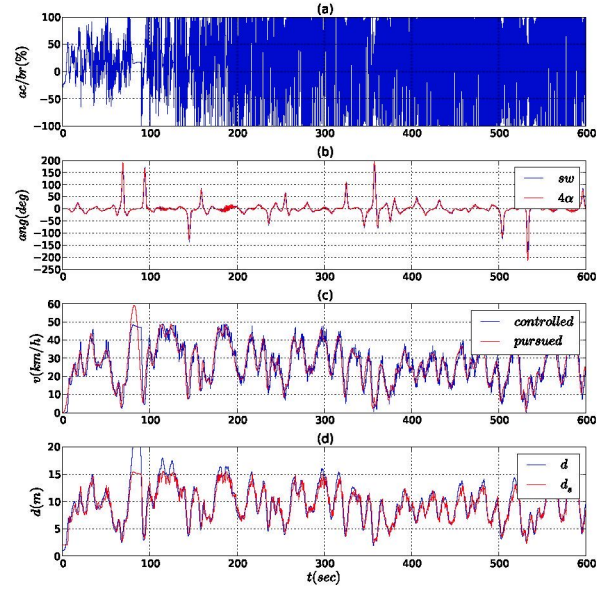 (a)
100
50
0
−50
−100
ac/br(%)
0 100 200 300 400 500 600
(b)
200
150
100
50
0
−50
−100
−150
−200
−250
ang(deg)
sw
4α
0 100 200 300 400 500 600
(c)
60
50
40
30
20
10
0
v(km/h)
controlled
pursued
0 100 200 300 400 500 600
(d)
20
15
10
5
0
d(m)
d
dₛ
0 100 200 300 400 500 600
t(sec)